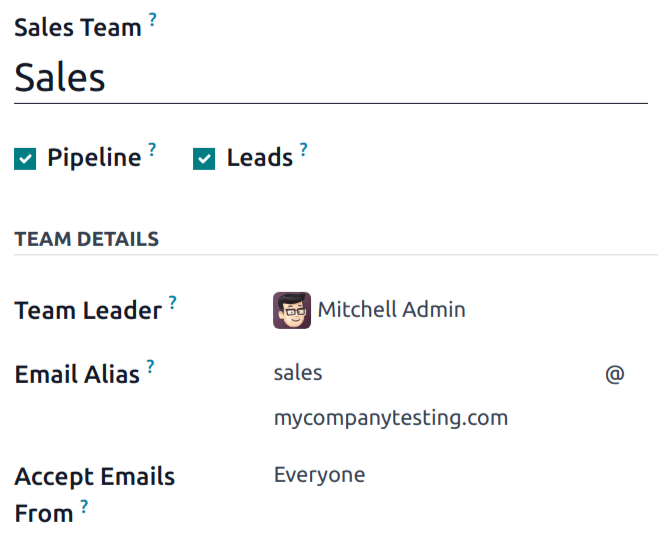 Sales Team ?
Sales
Pipeline ? Leads ?
TEAM DETAILS
Team Leader ? Mitchell Admin
Email Alias ? sales @
mycompanytesting.com
Accept Emails Everyone
From ?